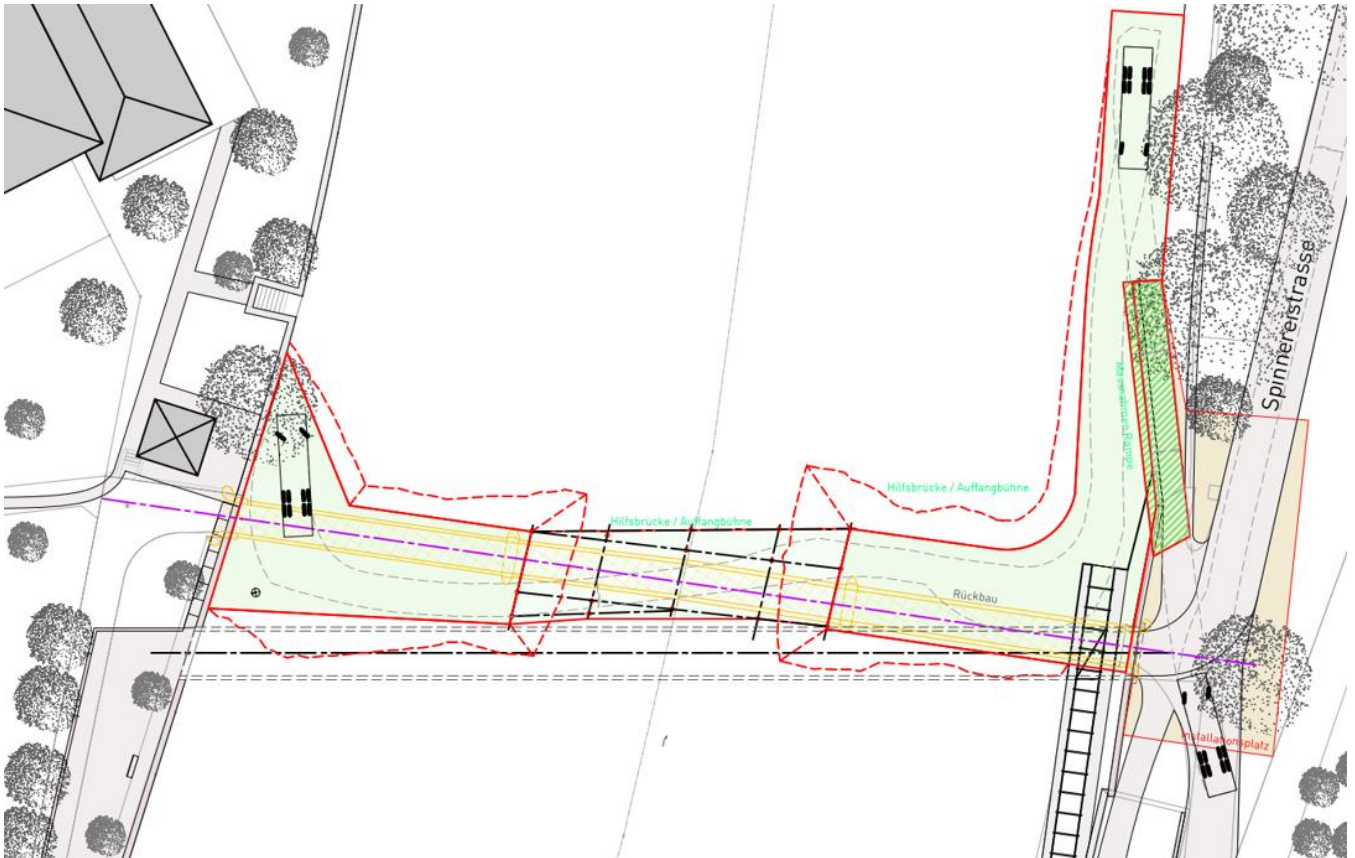 Spinnereistrasse
Hilfsbrücke / Auffangbühne
Hilfsbrücke / Auffangbühne
Rückbau
Installationsplatz